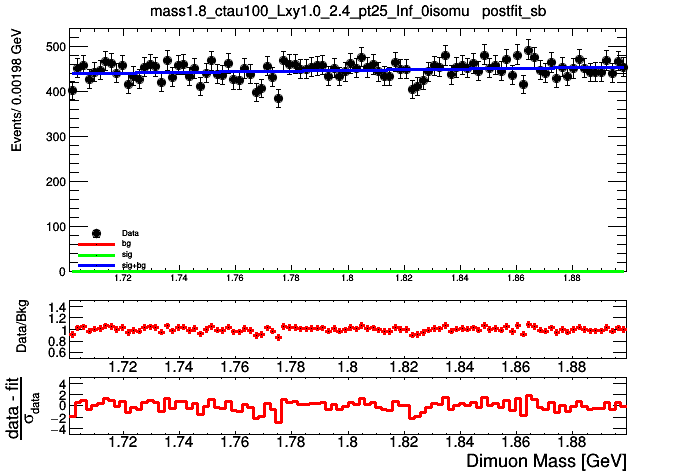 mass1.8_ctau100_Lxy1.0_2.4_pt25_Inf_0isomu postfit_sb
Events/ 0.00198 GeV
500
400
300
200
100
0
Data
bg
sig
sig+bg
1.72 1.74 1.76 1.78 1.8 1.82 1.84 1.86 1.88
Data/Bkg
1.4
1.2
1
0.8
0.6
1.72 1.74 1.76 1.78 1.8 1.82 1.84 1.86 1.88
data - fit
σdata
4
2
0
−2
−4
1.72 1.74 1.76 1.78 1.8 1.82 1.84 1.86 1.88
Dimuon Mass [GeV]